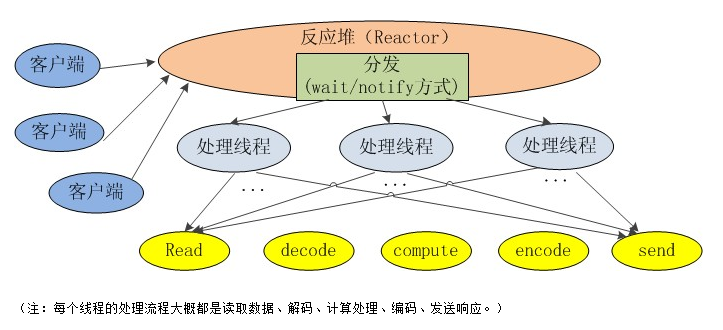 反应堆（Reactor）
分发
(wait/notify方式)
客户端
客户端
客户端
处理线程
处理线程
处理线程
...
...
...
Read
decode
compute
encode
send
（注：每个线程的处理流程大概都是读取数据、解码、计算处理、编码、发送响应。）